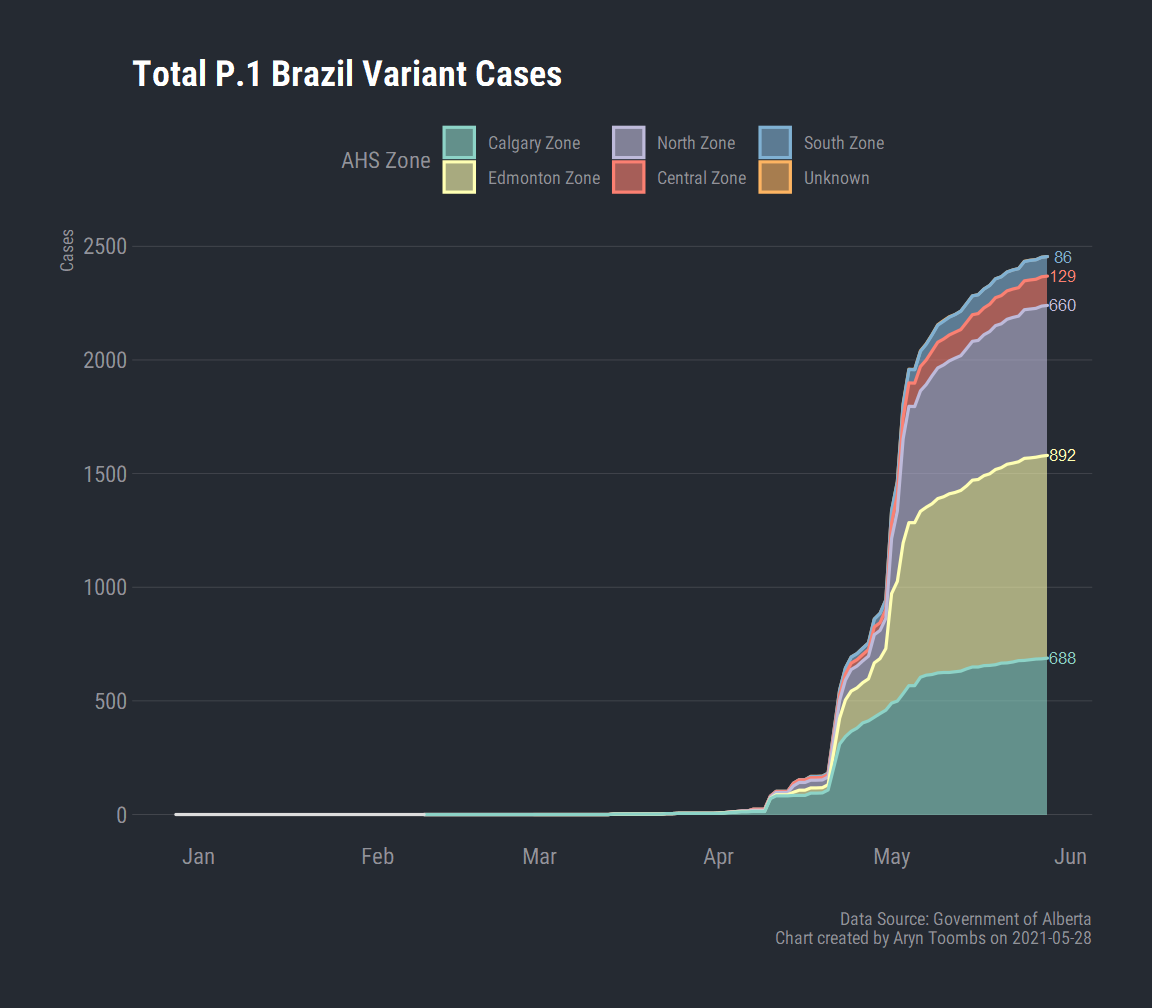 Total P.1 Brazil Variant Cases
AHS Zone
Calgary Zone
North Zone
South Zone
Edmonton Zone
Central Zone
Unknown
Cases
2500
2000
1500
1000
500
0
86
129
660
892
688
Jan
Feb
Mar
Apr
May
Jun
Data Source: Government of Alberta
Chart created by Aryn Toombs on 2021-05-28